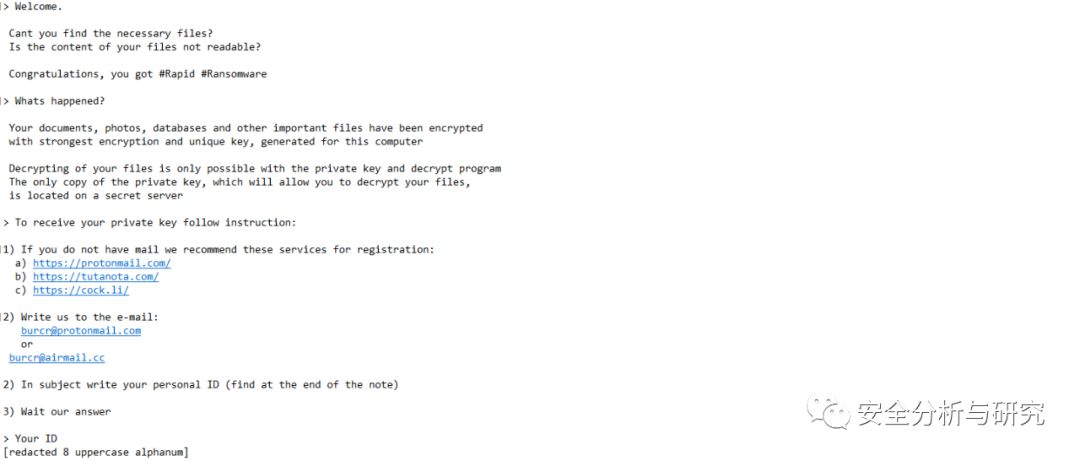 > Welcome.
Cant you find the necessary files?
Is the content of your files not readable?
Congratulations, you got #Rapid #Ransomware
> Whats happened?
Your documents, photos, databases and other important files have been encrypted
with strongest encryption and unique key, generated for this computer
Decrypting of your files is only possible with the private key and decrypt program
The only copy of the private key, which will allow you to decrypt your files,
is located on a secret server
> To receive your private key follow instruction:
1) If you do not have mail we recommend these services for registration:
a) https://protonmail.com/
b) https://tutanota.com/
c) https://cock.li/
2) Write us to the e-mail:
burcr@protonmail.com
or
burcr@airmail.cc
2) In subject write your personal ID (find at the end of the note)
3) Wait our answer
> Your ID
[redacted 8 uppercase alphanum]
安全分析与研究